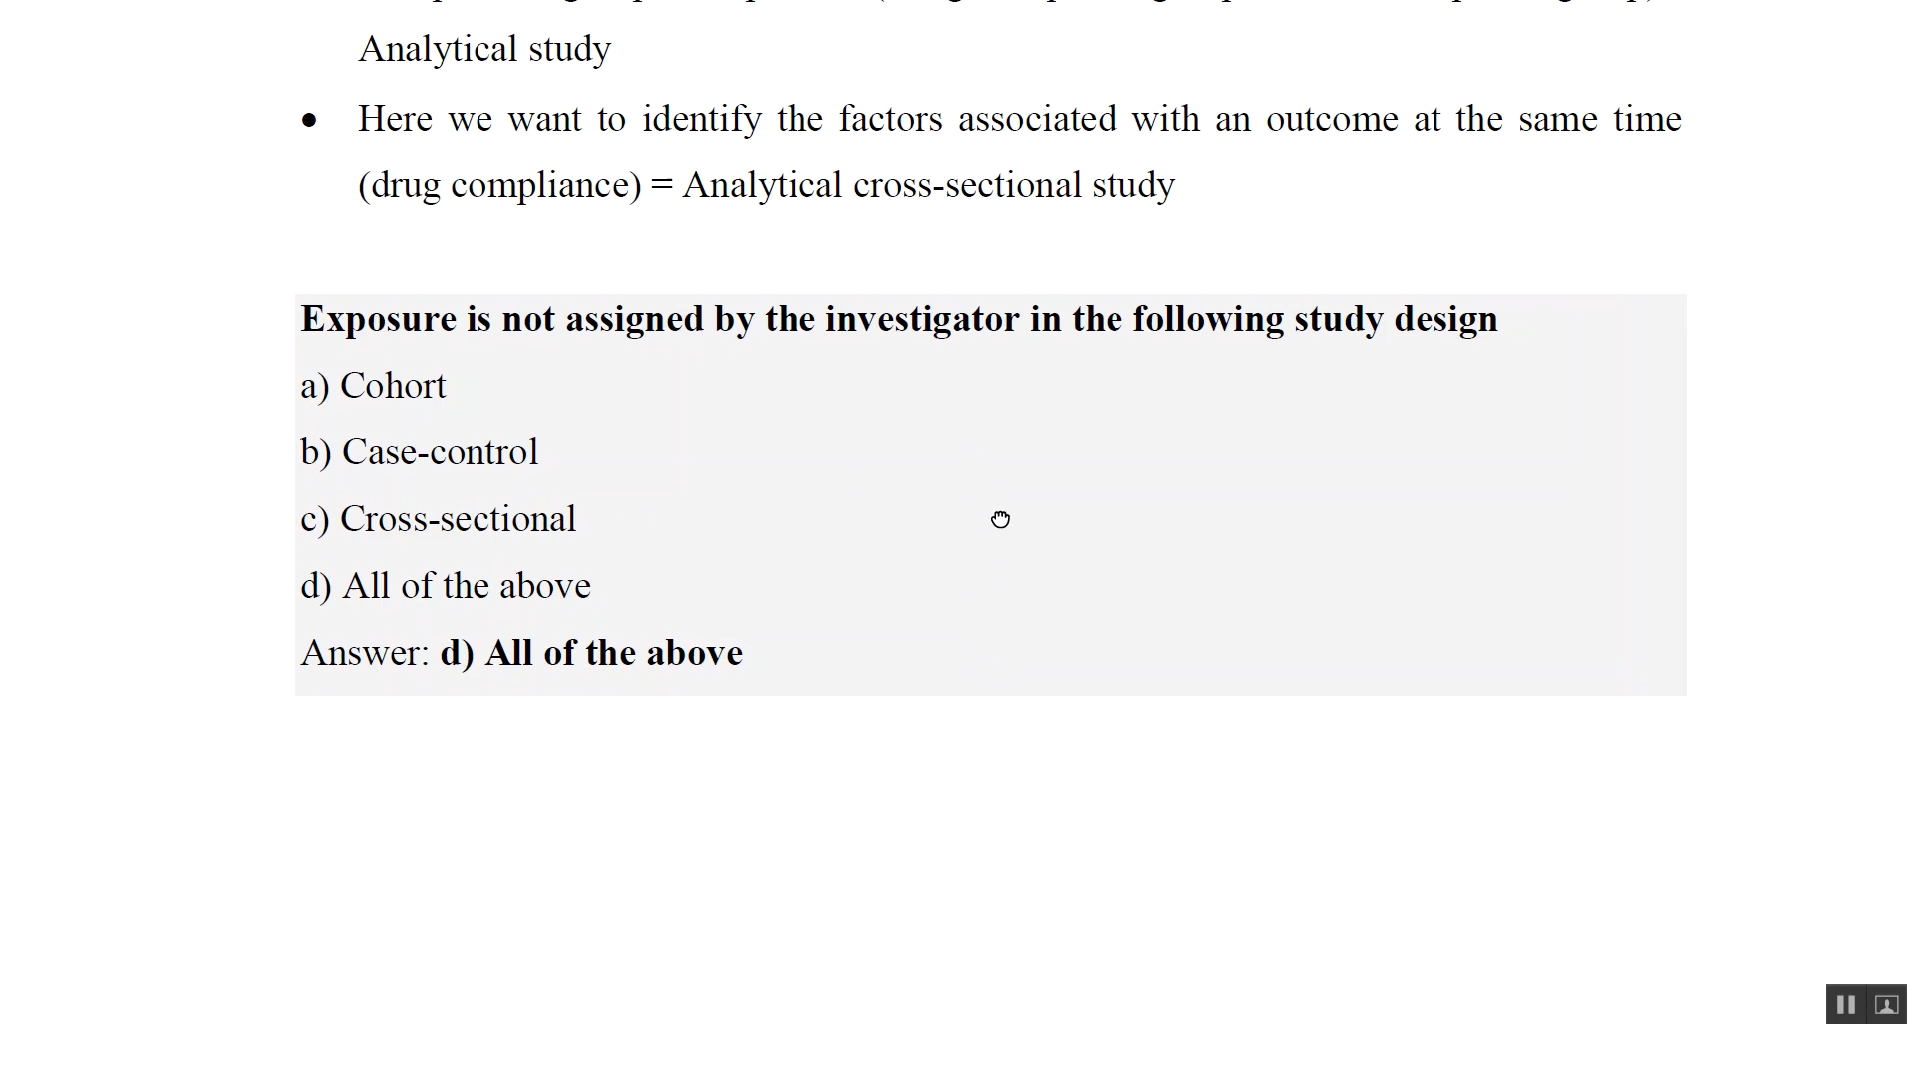 Analytical study
• Here we want to identify the factors associated with an outcome at the same time
(drug compliance) = Analytical cross-sectional study
Exposure is not assigned by the investigator in the following study design
a) Cohort
b) Case-control
c) Cross-sectional
d) All of the above
Answer: d) All of the above